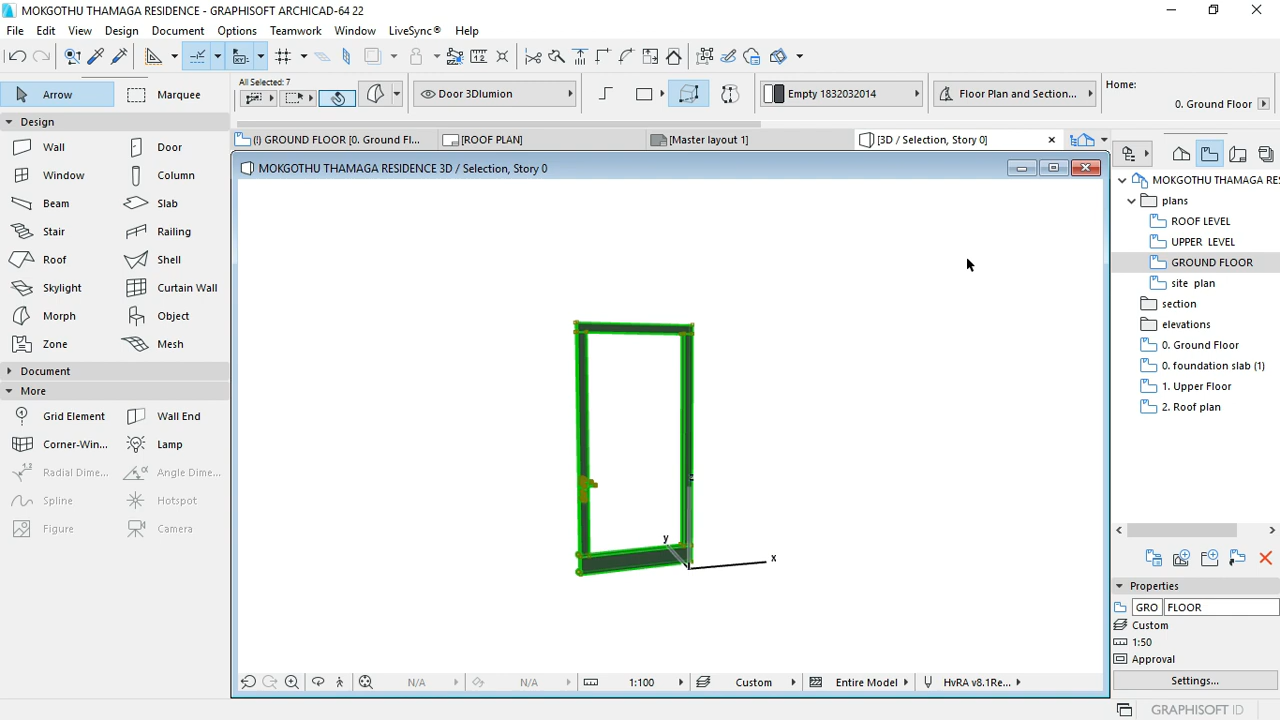 MOKGOTHU THAMAGA RESIDENCE - GRAPHISOFT ARCHICAD-64 22
File Edit View Design Document Options Teamwork Window LiveSync® Help
Arrow Marquee
All Selected: 7
Door 3Dlumion
Empty 1832032014
Floor Plan and Section...
Home:
0. Ground Floor
Design
(!) GROUND FLOOR [0. Ground Fl...
[ROOF PLAN]
[Master layout 1]
[3D / Selection, Story 0]
MOKGOTHU THAMAGA RESIDENCE 3D / Selection, Story 0
Wall Door
Window Column
Beam Slab
Stair Railing
Roof Shell
Skylight Curtain Wall
Morph Object
Zone Mesh
Document
More
Grid Element Wall End
Corner-Win... Lamp
Radial Dime... Angle Dime...
Spline Hotspot
Figure Camera
z
y
x
MOKGOTHU THAMAGA RES
plans
ROOF LEVEL
UPPER LEVEL
GROUND FLOOR
site plan
section
elevations
0. Ground Floor
0. foundation slab (1)
1. Upper Floor
2. Roof plan
Properties
GRO FLOOR
Custom
1:50
Approval
Settings...
N/A N/A 1:100 Custom Entire Model HvRA v8.1Re...
GRAPHISOFT ID